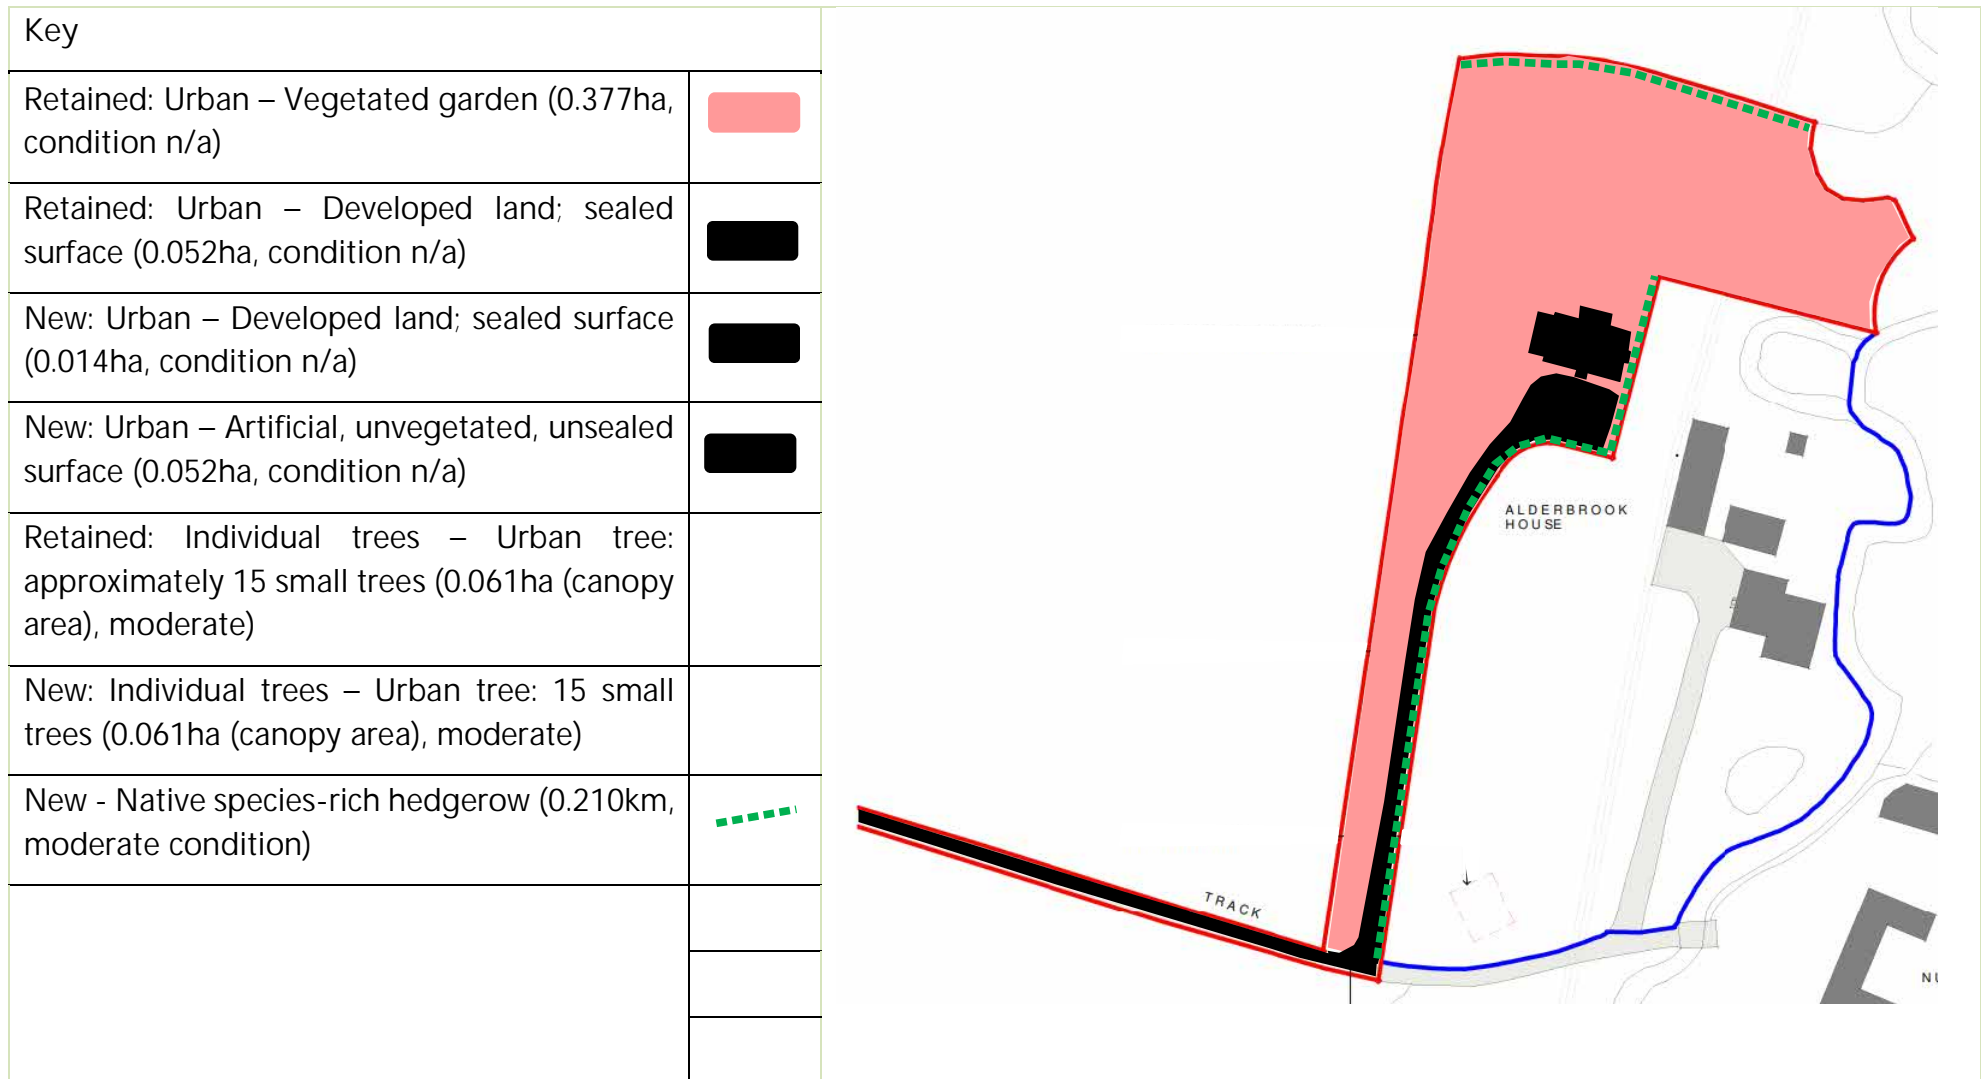 Key
Retained: Urban – Vegetated garden (0.377ha,
condition n/a)
Retained: Urban – Developed land; sealed
surface (0.052ha, condition n/a)
New: Urban – Developed land; sealed surface
(0.014ha, condition n/a)
New: Urban – Artificial, unvegetated, unsealed
surface (0.052ha, condition n/a)
Retained: Individual trees – Urban tree:
approximately 15 small trees (0.061ha (canopy
area), moderate)
New: Individual trees – Urban tree: 15 small
trees (0.061ha (canopy area), moderate)
New - Native species-rich hedgerow (0.210km,
moderate condition)
ALDERBROOK
HOUSE
TRACK